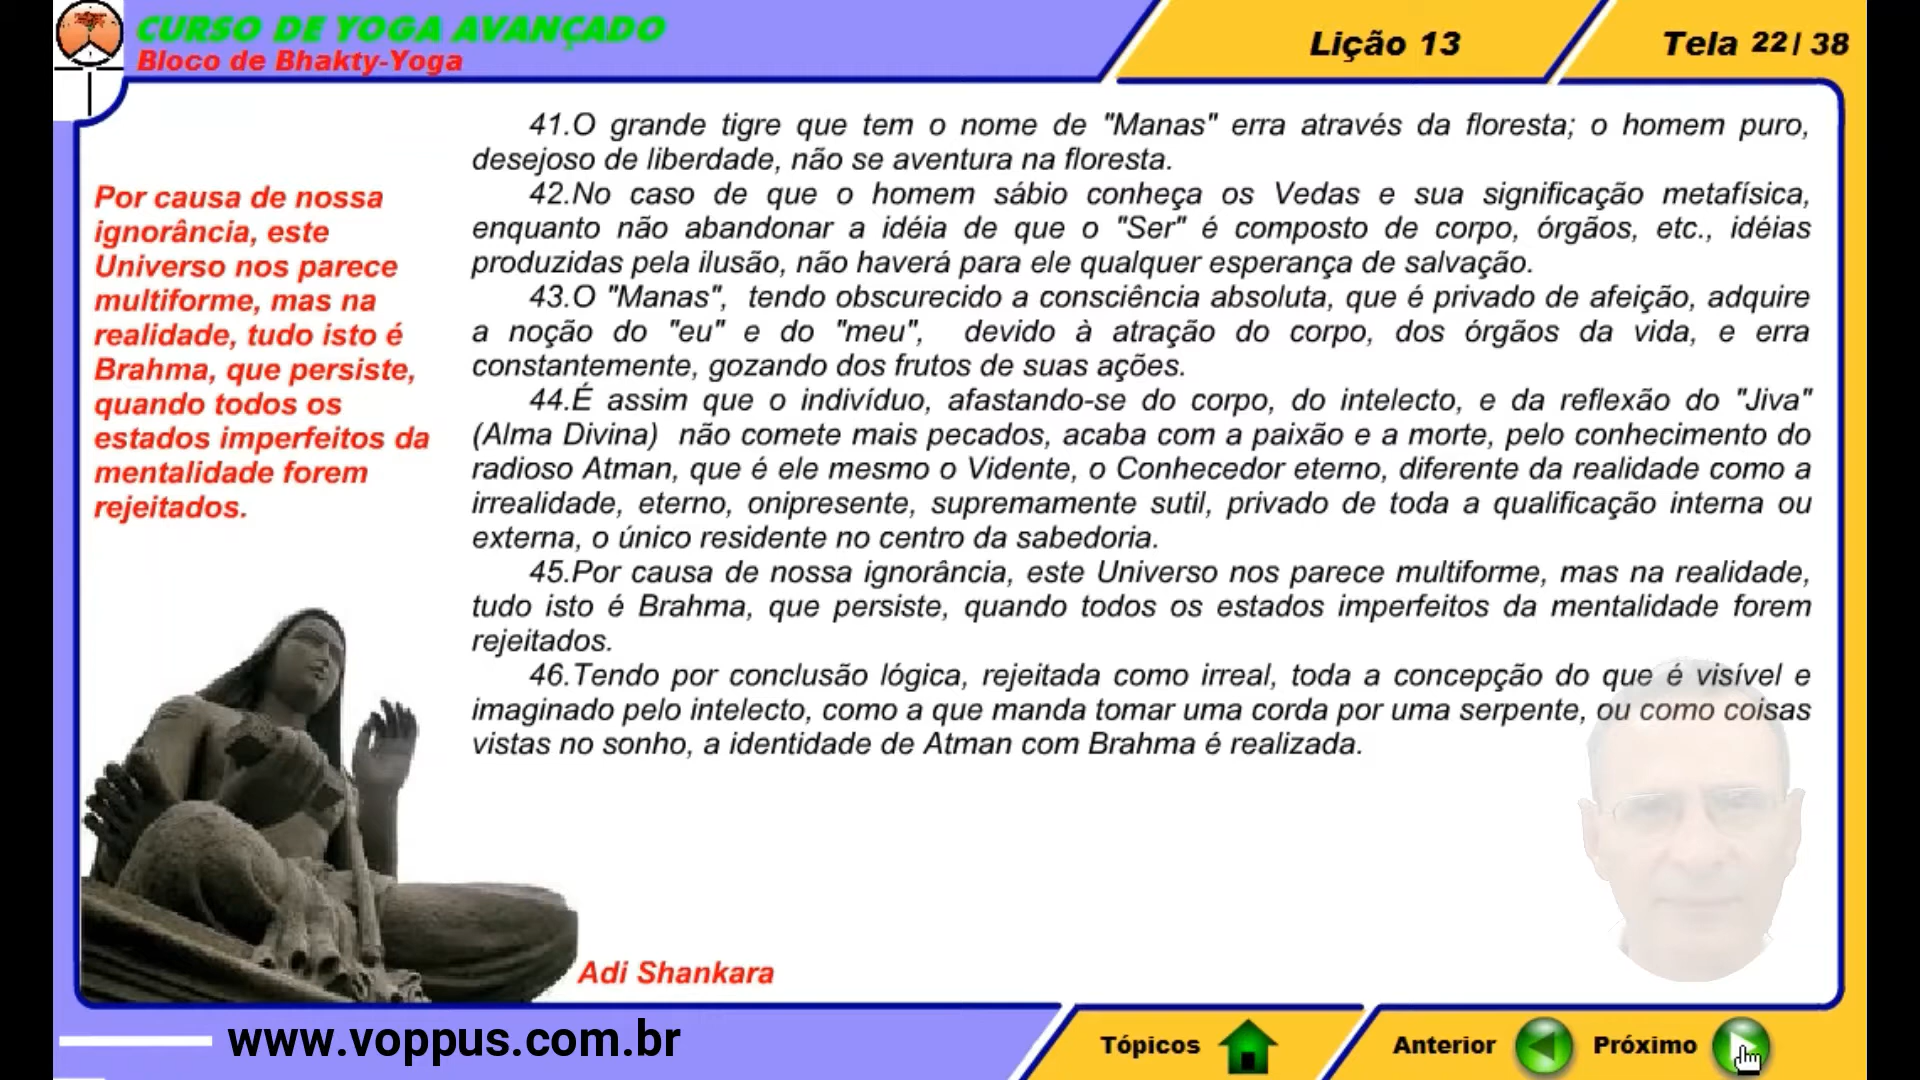 CURSO DE YOGA AVANÇADO
Bloco de Bhakty-Yoga
Lição 13
Tela 22 / 38
Por causa de nossa
ignorância, este
Universo nos parece
multiforme, mas na
realidade, tudo isto é
Brahma, que persiste,
quando todos os
estados imperfeitos da
mentalidade forem
rejeitados.
41.O grande tigre que tem o nome de "Manas" erra através da floresta; o homem puro,
desejoso de liberdade, não se aventura na floresta.
42.No caso de que o homem sábio conheça os Vedas e sua significação metafísica,
enquanto não abandonar a idéia de que o "Ser" é composto de corpo, órgãos, etc., idéias
produzidas pela ilusão, não haverá para ele qualquer esperança de salvação.
43.O "Manas", tendo obscurecido a consciência absoluta, que é privado de afeição, adquire
a noção do "eu" e do "meu", devido à atração do corpo, dos órgãos da vida, e erra
constantemente, gozando dos frutos de suas ações.
44.É assim que o indivíduo, afastando-se do corpo, do intelecto, e da reflexão do "Jiva"
(Alma Divina) não comete mais pecados, acaba com a paixão e a morte, pelo conhecimento do
radioso Atman, que é ele mesmo o Vidente, o Conhecedor eterno, diferente da realidade como a
irrealidade, eterno, onipresente, supremamente sutil, privado de toda a qualificação interna ou
externa, o único residente no centro da sabedoria.
45.Por causa de nossa ignorância, este Universo nos parece multiforme, mas na realidade,
tudo isto é Brahma, que persiste, quando todos os estados imperfeitos da mentalidade forem
rejeitados.
46.Tendo por conclusão lógica, rejeitada como irreal, toda a concepção do que é visível e
imaginado pelo intelecto, como a que manda tomar uma corda por uma serpente, ou como coisas
vistas no sonho, a identidade de Atman com Brahma é realizada.
Adi Shankara
www.voppus.com.br
Tópicos
Anterior
Próximo